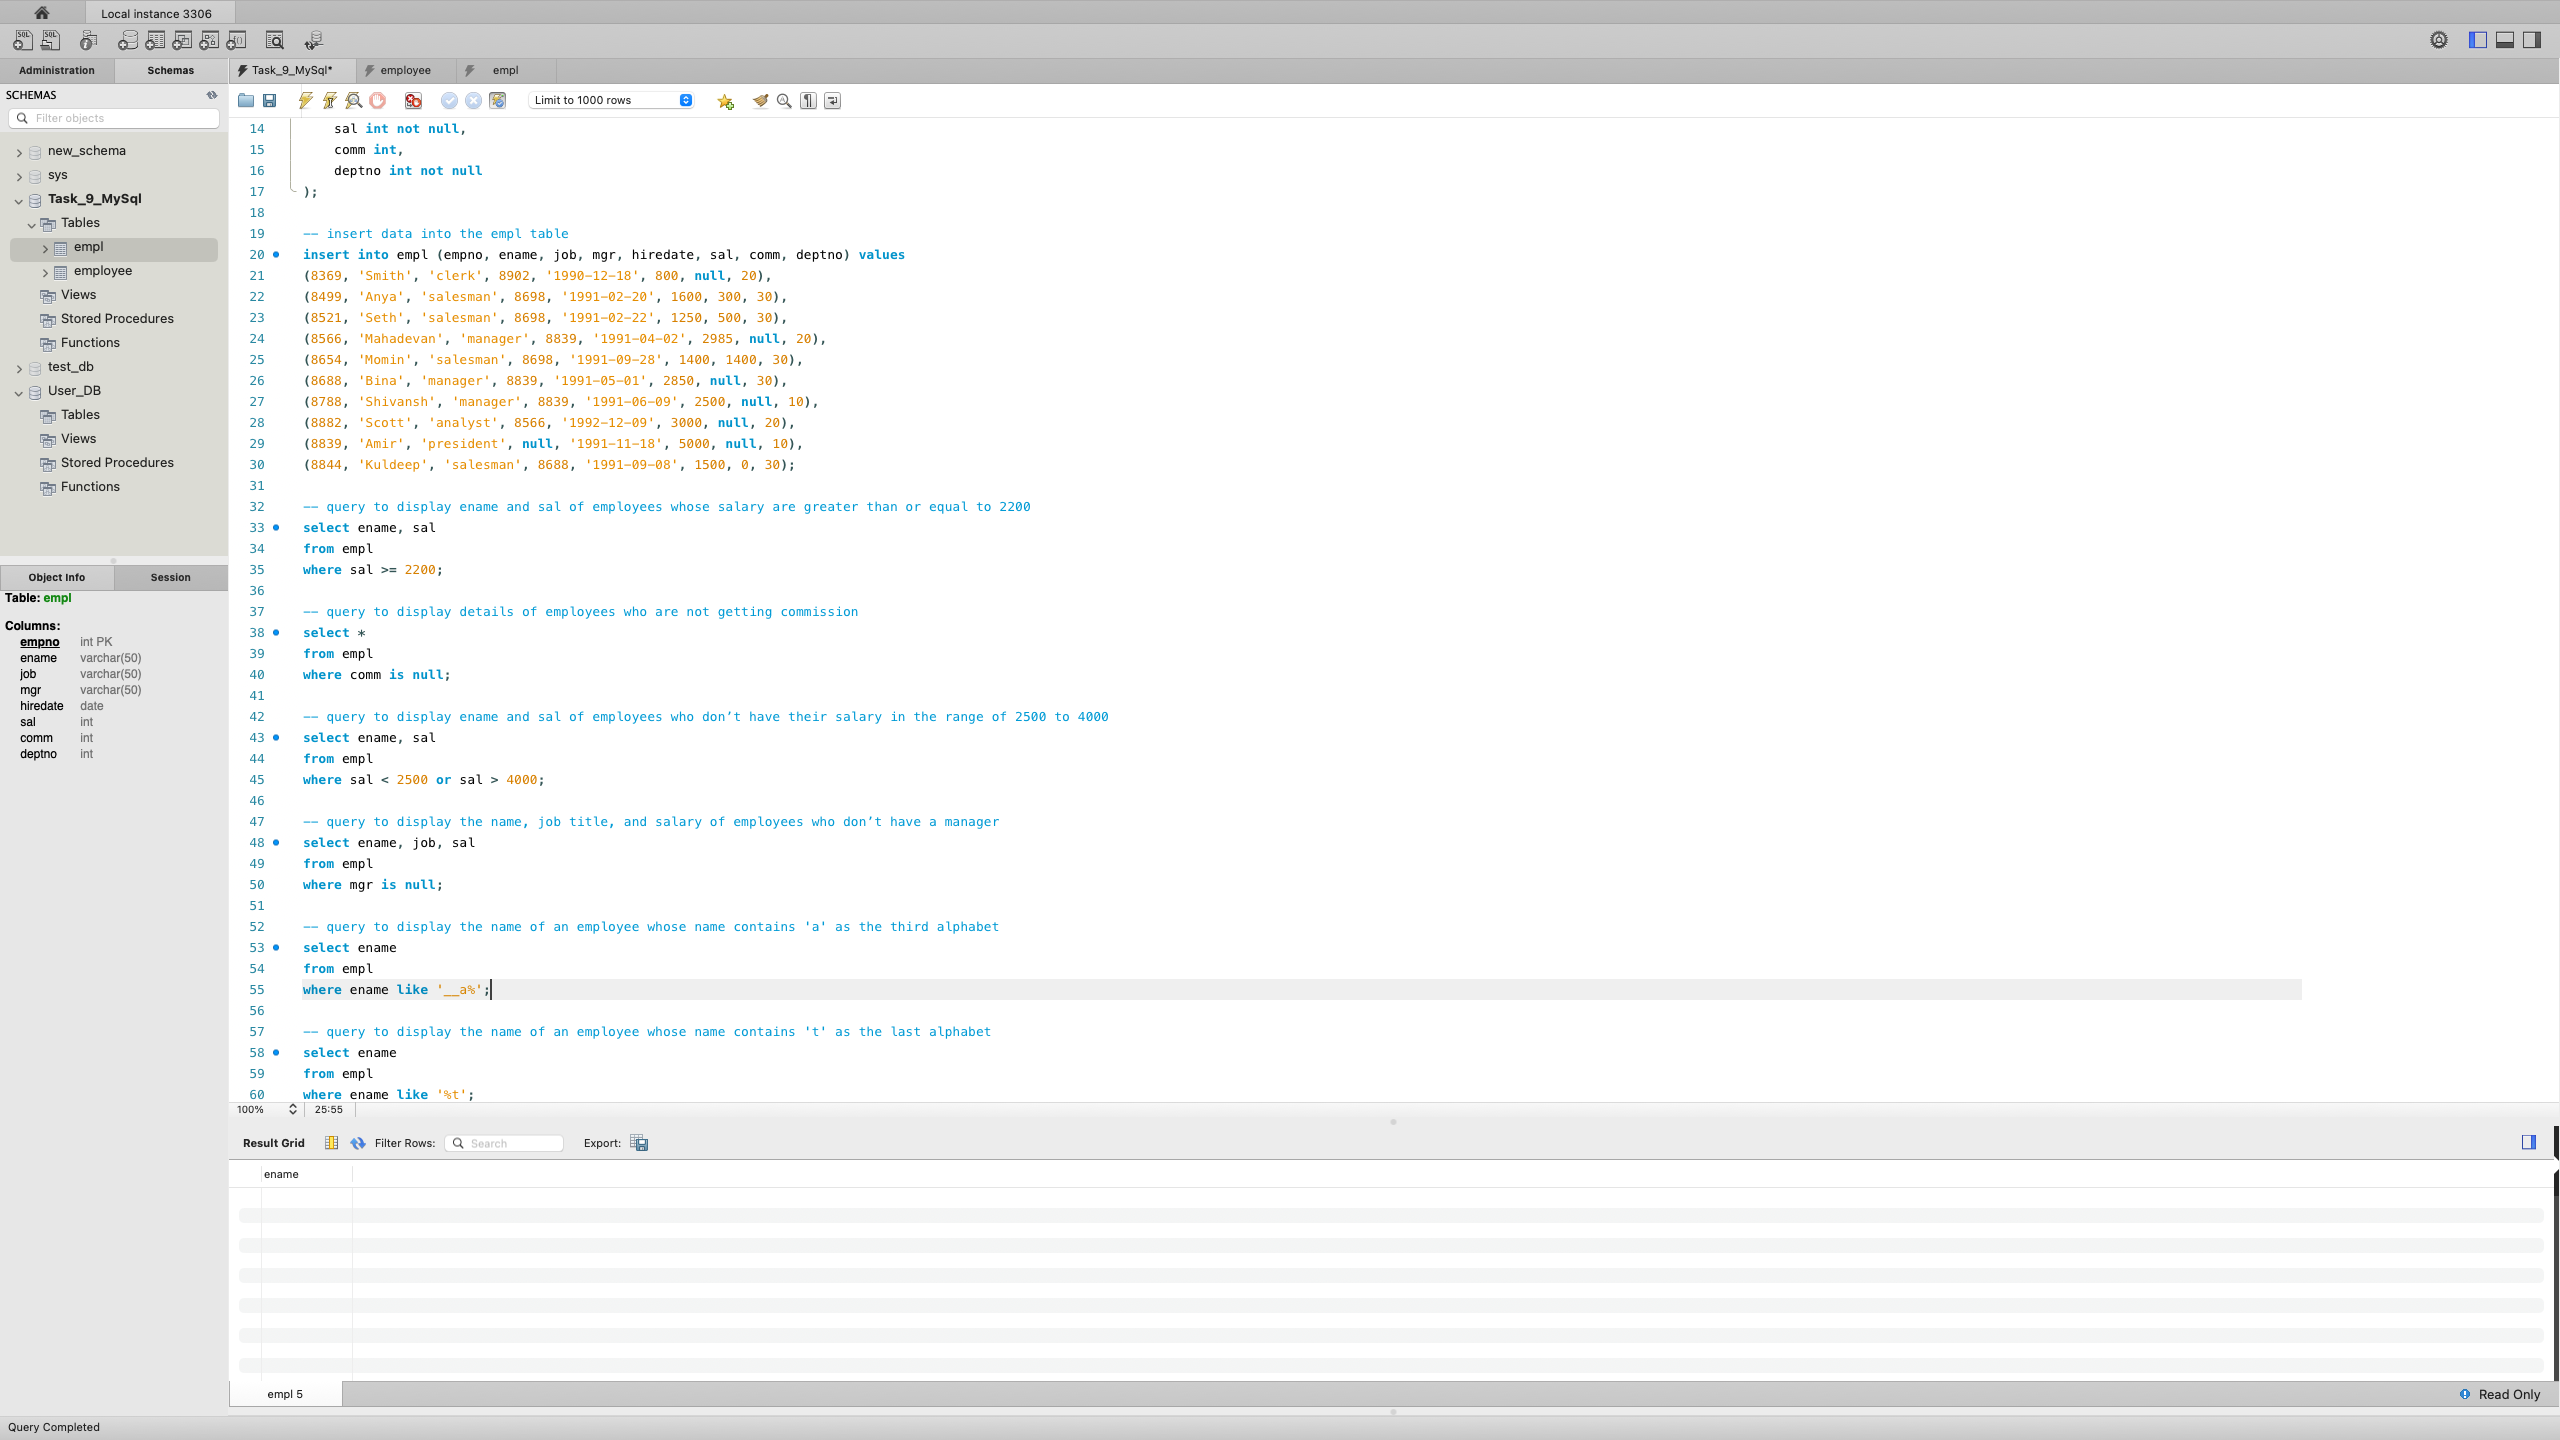 Local instance 3306
Administration
Schemas
Task_9_MySql*
employee
empl
SCHEMAS
Filter objects
new_schema
sys
Task_9_MySql
Tables
empl
employee
Views
Stored Procedures
Functions
test_db
User_DB
Tables
Views
Stored Procedures
Functions
Object Info
Session
Table: empl
Columns:
empno int PK
ename varchar(50)
job varchar(50)
mgr varchar(50)
hiredate date
sal int
comm int
deptno int
Limit to 1000 rows
14 sal int not null,
15 comm int,
16 deptno int not null
17 );
18
19 -- insert data into the empl table
20 insert into empl (empno, ename, job, mgr, hiredate, sal, comm, deptno) values
21 (8369, 'Smith', 'clerk', 8902, '1990-12-18', 800, null, 20),
22 (8499, 'Anya', 'salesman', 8698, '1991-02-20', 1600, 300, 30),
23 (8521, 'Seth', 'salesman', 8698, '1991-02-22', 1250, 500, 30),
24 (8566, 'Mahadevan', 'manager', 8839, '1991-04-02', 2985, null, 20),
25 (8654, 'Momin', 'salesman', 8698, '1991-09-28', 1400, 1400, 30),
26 (8688, 'Bina', 'manager', 8839, '1991-05-01', 2850, null, 30),
27 (8788, 'Shivansh', 'manager', 8839, '1991-06-09', 2500, null, 10),
28 (8882, 'Scott', 'analyst', 8566, '1992-12-09', 3000, null, 20),
29 (8839, 'Amir', 'president', null, '1991-11-18', 5000, null, 10),
30 (8844, 'Kuldeep', 'salesman', 8688, '1991-09-08', 1500, 0, 30);
31
32 -- query to display ename and sal of employees whose salary are greater than or equal to 2200
33 select ename, sal
34 from empl
35 where sal >= 2200;
36
37 -- query to display details of employees who are not getting commission
38 select *
39 from empl
40 where comm is null;
41
42 -- query to display ename and sal of employees who don’t have their salary in the range of 2500 to 4000
43 select ename, sal
44 from empl
45 where sal < 2500 or sal > 4000;
46
47 -- query to display the name, job title, and salary of employees who don’t have a manager
48 select ename, job, sal
49 from empl
50 where mgr is null;
51
52 -- query to display the name of an employee whose name contains 'a' as the third alphabet
53 select ename
54 from empl
55 where ename like '__a%';
56
57 -- query to display the name of an employee whose name contains 't' as the last alphabet
58 select ename
59 from empl
60 where ename like '%t';
100% 25:55
Result Grid Filter Rows: Search Export:
ename
empl 5
Read Only
Query Completed